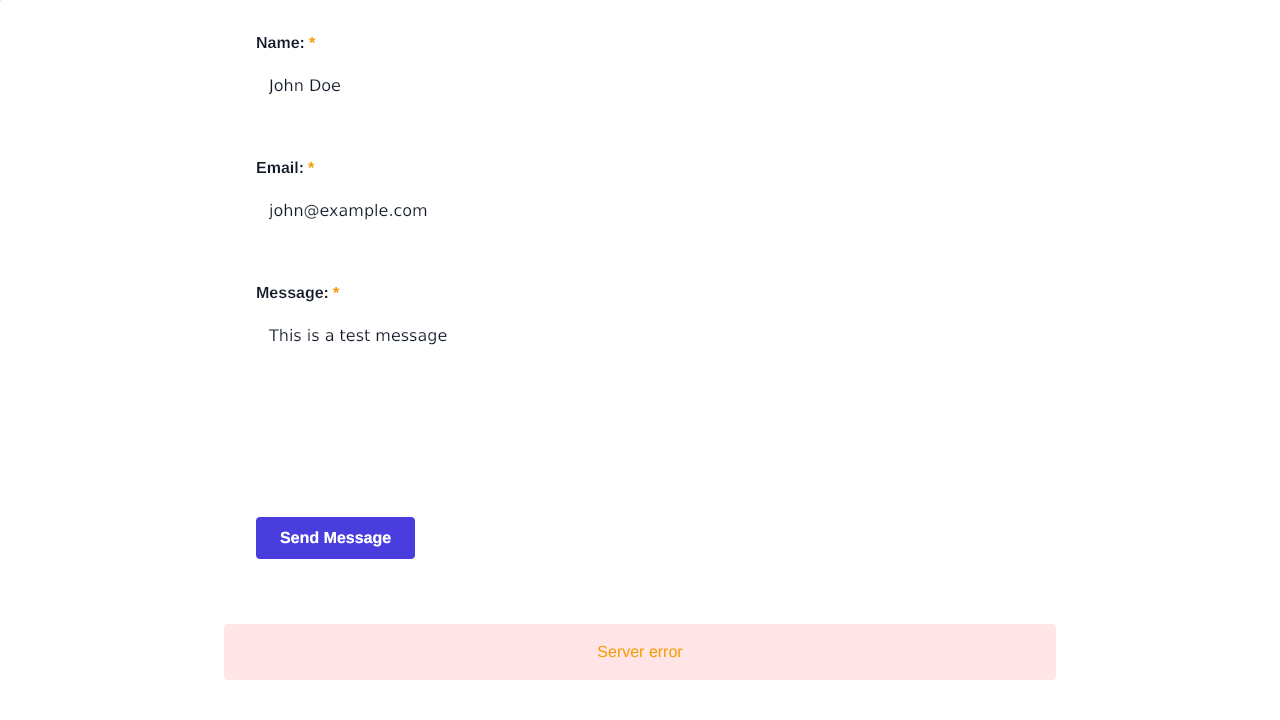 Name: *
John Doe
Email: *
john@example.com
Message: *
This is a test message
Send Message
Server error